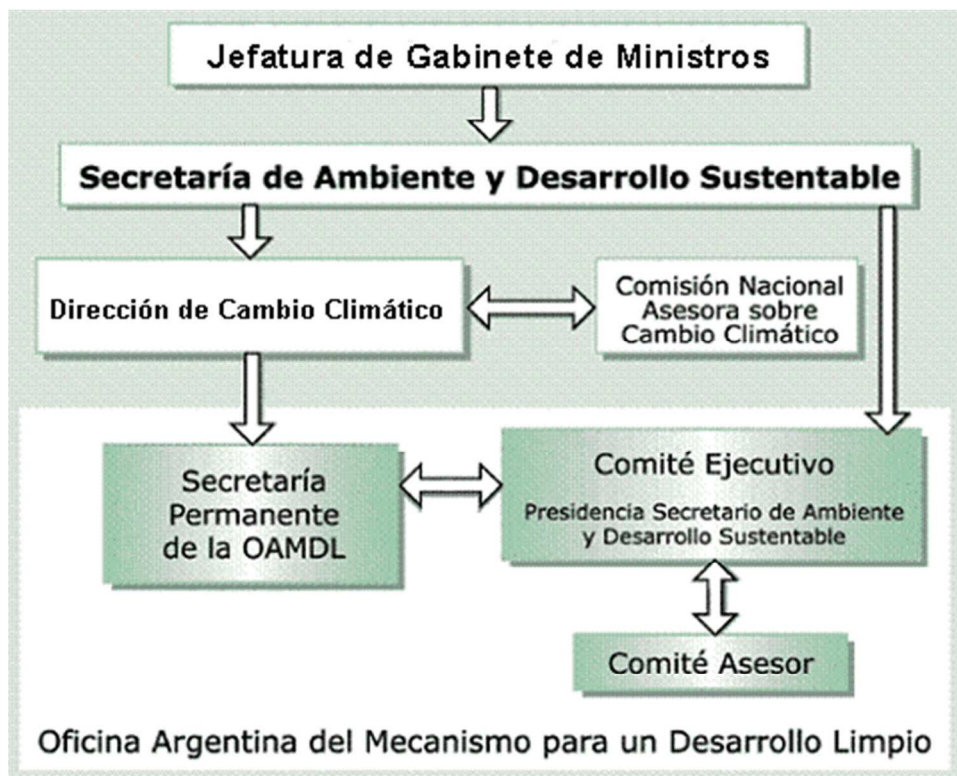 Jefatura de Gabinete de Ministros
Secretaría de Ambiente y Desarrollo Sustentable
Dirección de Cambio Climático
Comisión Nacional
Asesora sobre
Cambio Climático
Secretaría
Permanente
de la OAMDL
Comité Ejecutivo
Presidencia Secretario de Ambiente
y Desarrollo Sustentable
Comité Asesor
Oficina Argentina del Mecanismo para un Desarrollo Limpio